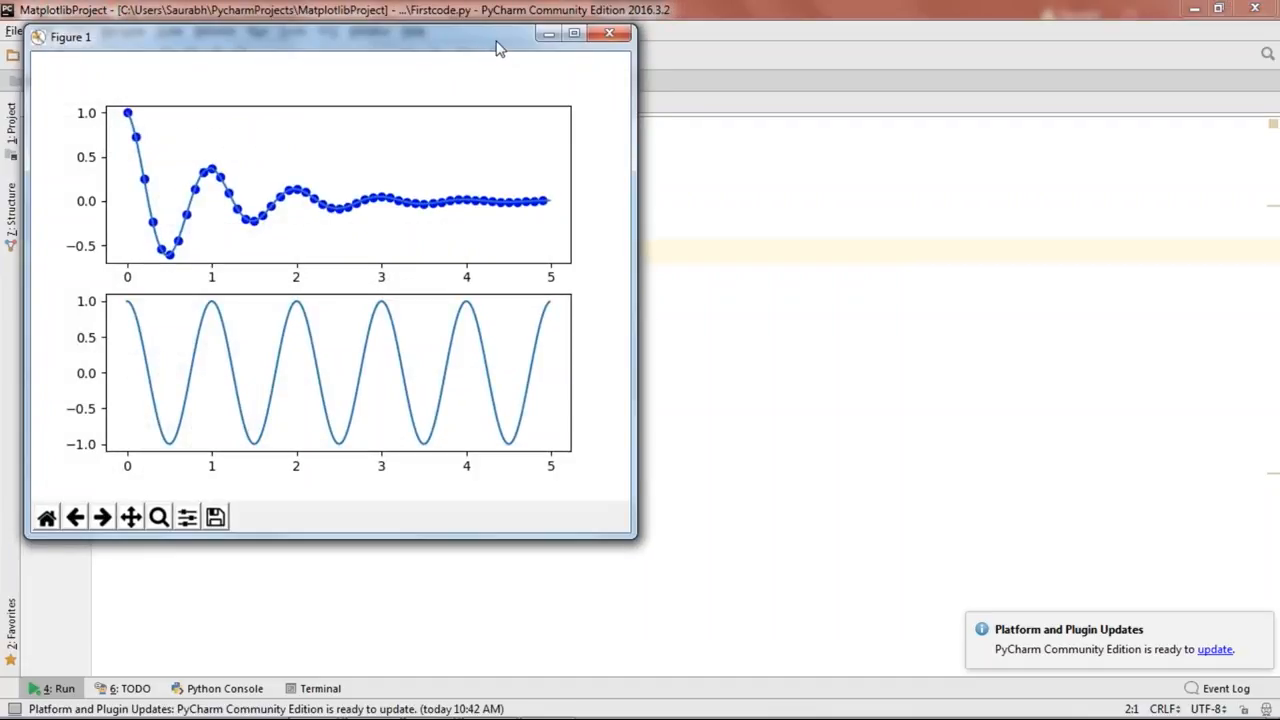 MatplotlibProject - [C:\Users\Saurabh\PycharmProjects\MatplotlibProject] - ...\Firstcode.py - PyCharm Community Edition 2016.3.2
Figure 1
1.0
0.5
0.0
−0.5
0 1 2 3 4 5
1.0
0.5
0.0
−0.5
−1.0
0 1 2 3 4 5
1: Project
7: Structure
2: Favorites
Platform and Plugin Updates
PyCharm Community Edition is ready to update.
4: Run 6: TODO Python Console Terminal Event Log
Platform and Plugin Updates: PyCharm Community Edition is ready to update. (today 10:42 AM) 2:1 CRLF÷ UTF-8÷